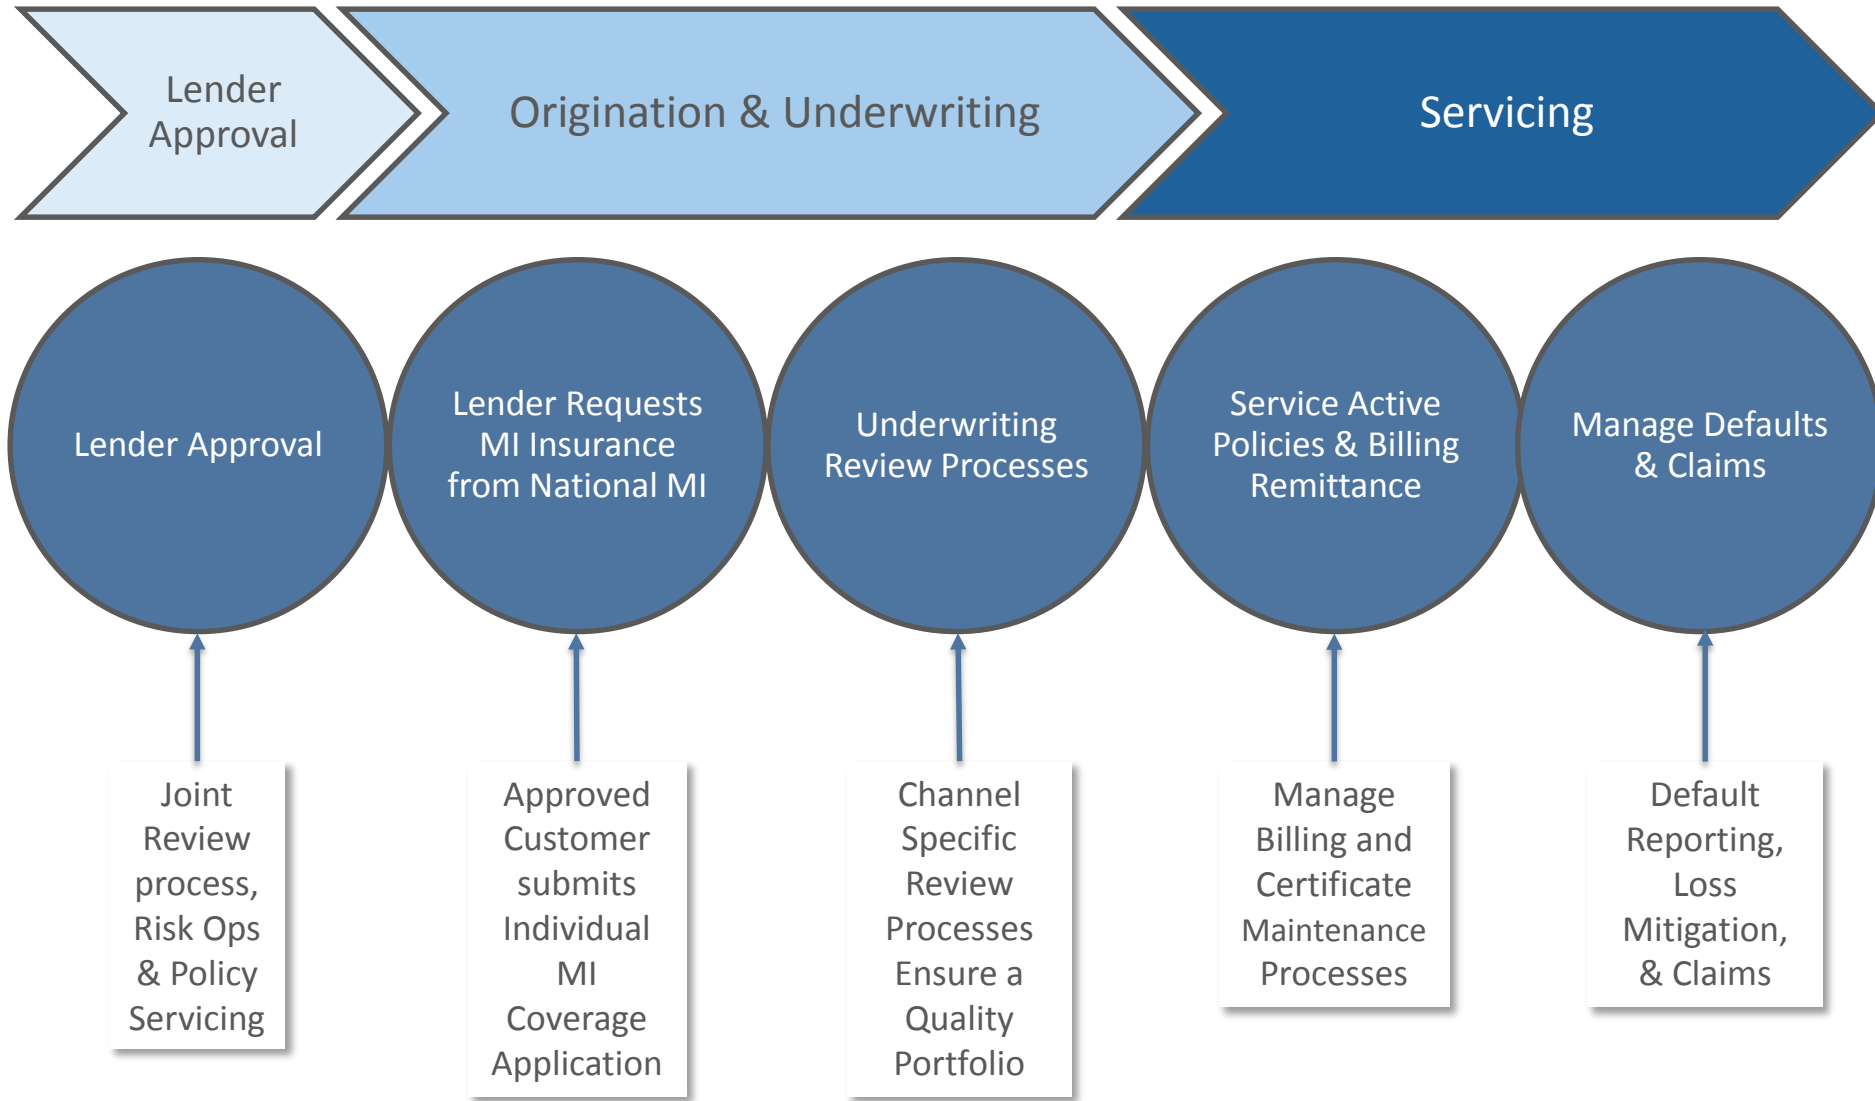 Lender
Approval
Origination & Underwriting
Servicing
Lender Approval
Lender Requests
MI Insurance
from National MI
Underwriting
Review Processes
Service Active
Policies & Billing
Remittance
Manage Defaults
& Claims
Joint
Review
process,
Risk Ops
& Policy
Servicing
Approved
Customer
submits
Individual
MI
Coverage
Application
Channel
Specific
Review
Processes
Ensure a
Quality
Portfolio
Manage
Billing and
Certificate
Maintenance
Processes
Default
Reporting,
Loss
Mitigation,
& Claims